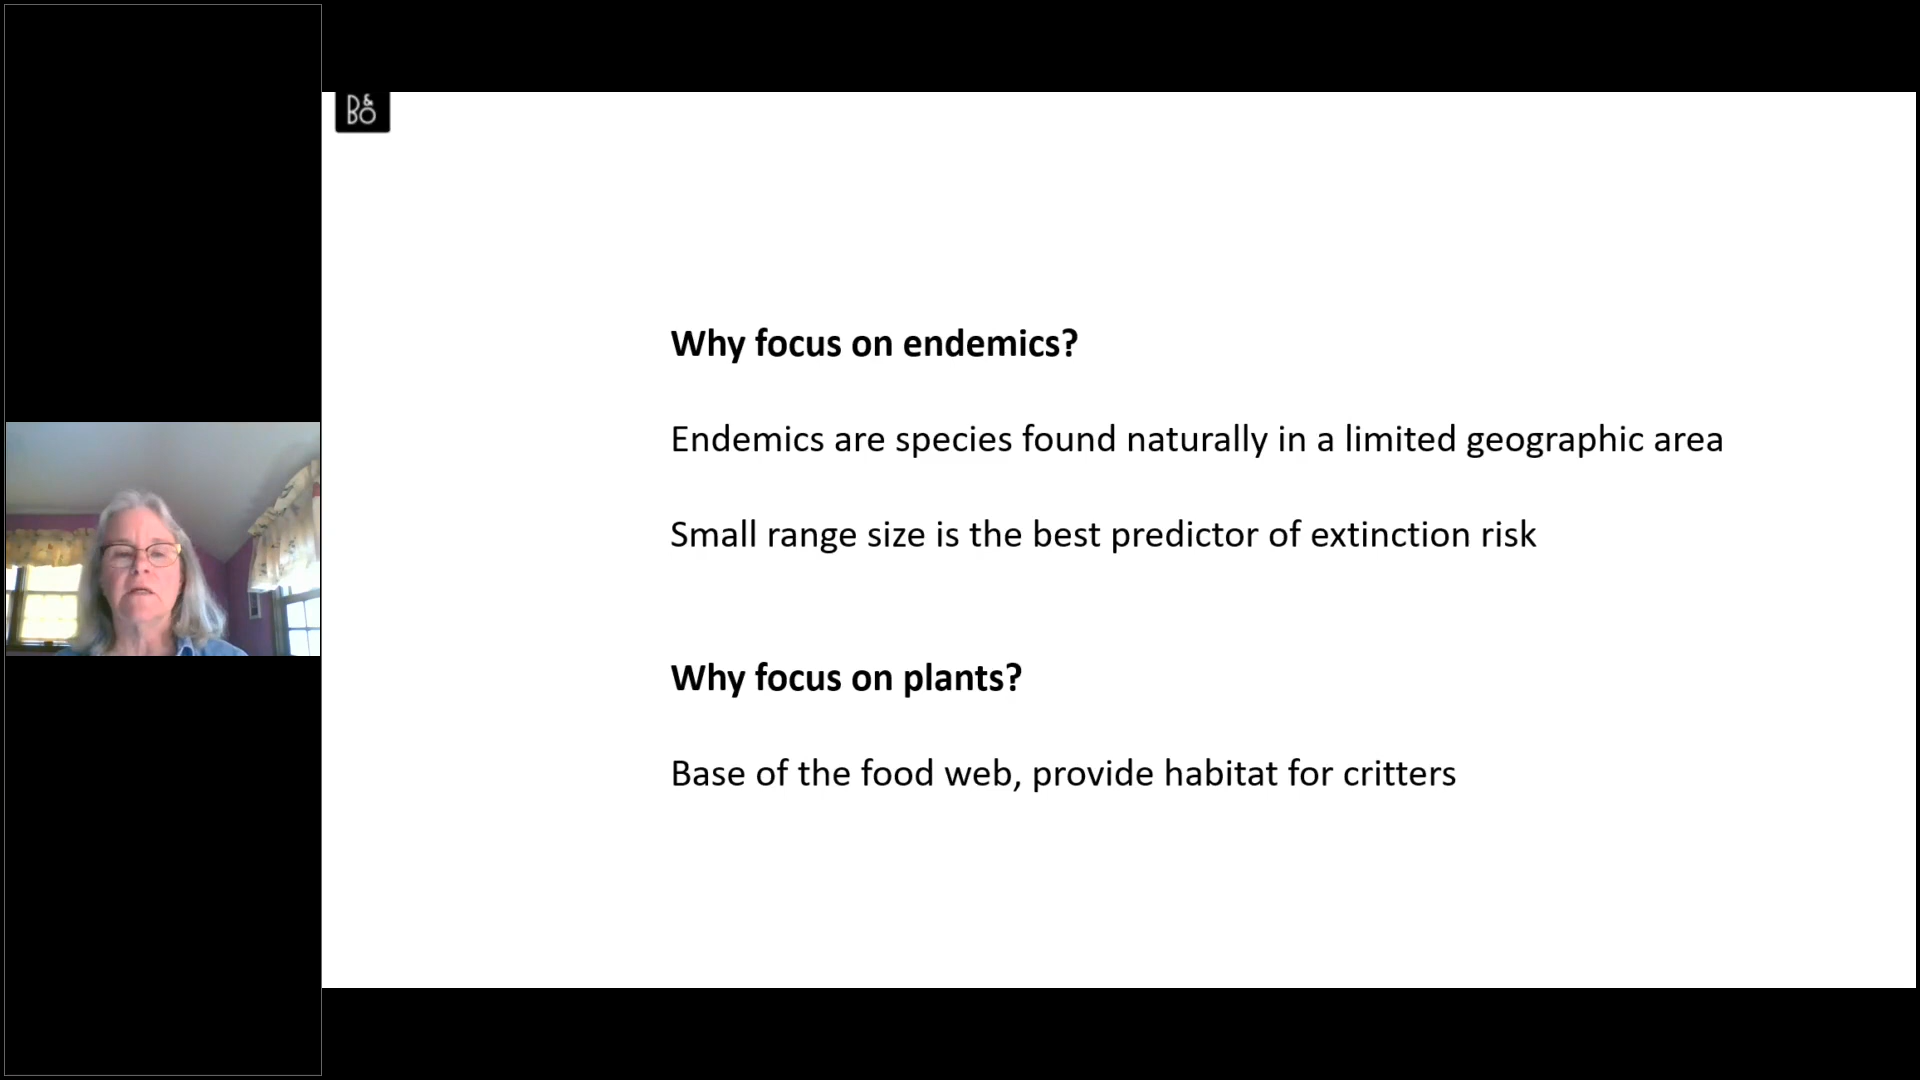 B&O
Why focus on endemics?
Endemics are species found naturally in a limited geographic area
Small range size is the best predictor of extinction risk
Why focus on plants?
Base of the food web, provide habitat for critters